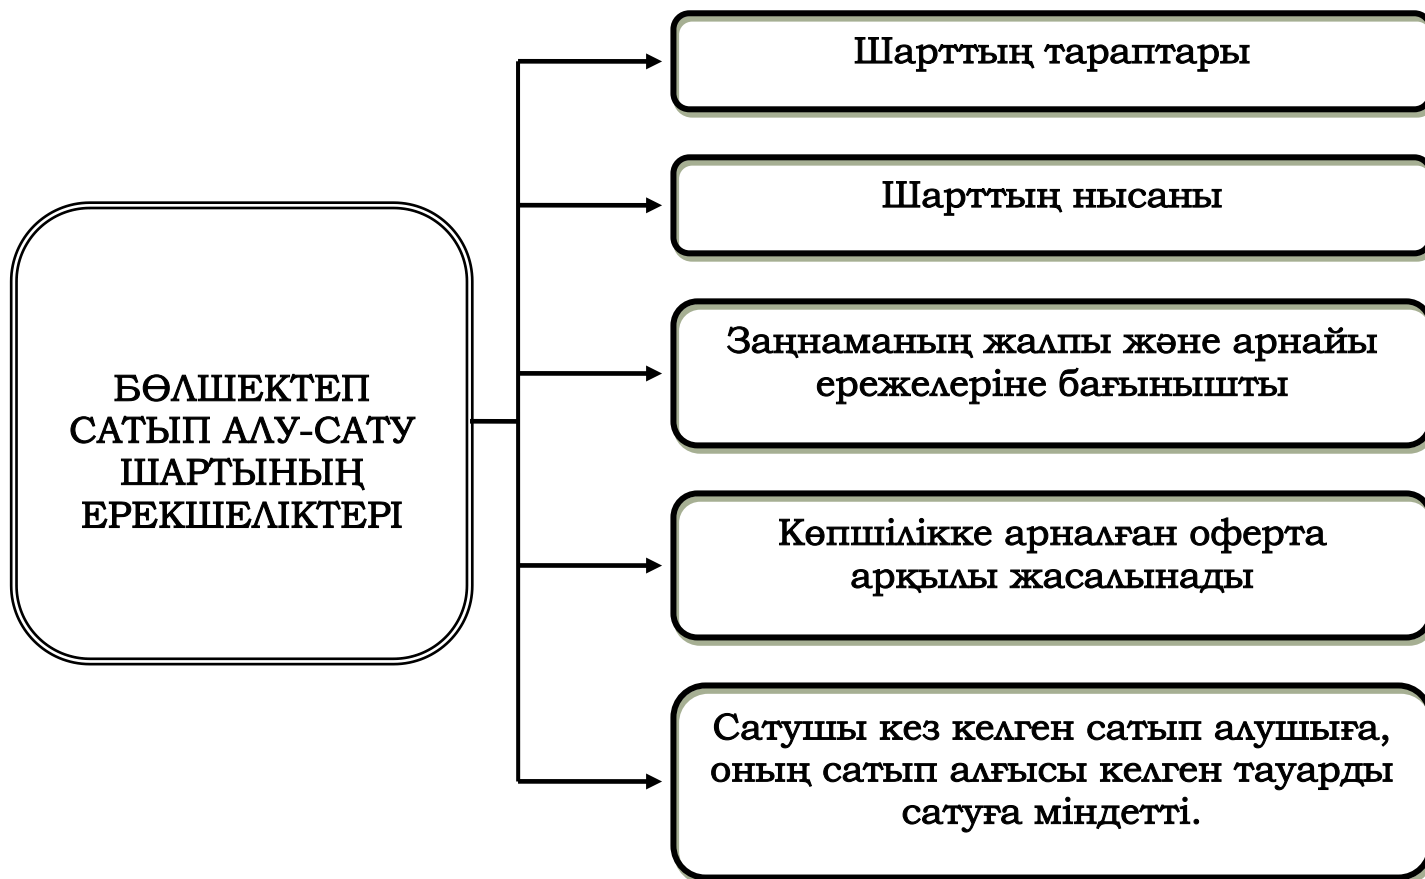 Шарттың тараптары
Шарттың нысаны
Заңнаманың жалпы және арнайы
ережелеріне бағынышты
БӨЛШЕКТЕП
САТЫП АЛУ-САТУ
ШАРТЫНЫҢ
ЕРЕКШЕЛІКТЕРІ
Көпшілікке арналған оферта
арқылы жасалынады
Сатушы кез келген сатып алушыға,
оның сатып алғысы келген тауарды
сатуға міндетті.